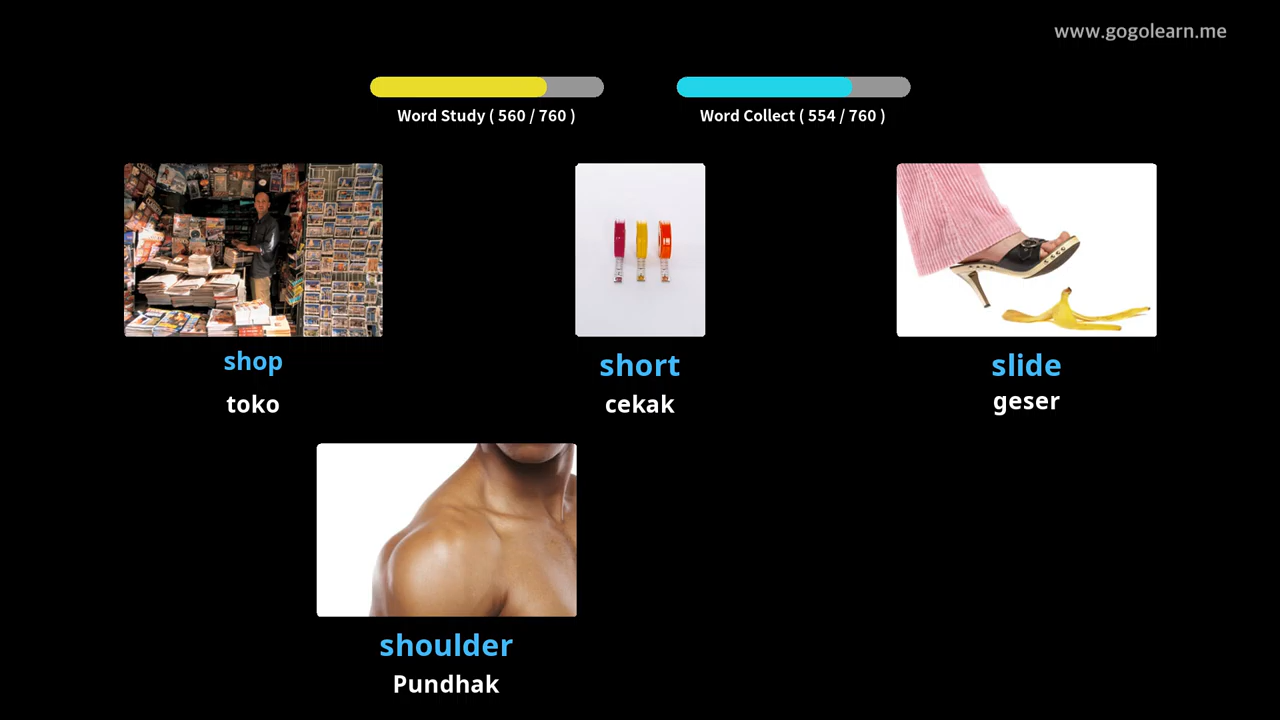 www.gogolearn.me
Word Study ( 560 / 760 )
Word Collect ( 554 / 760 )
shop
toko
short
cekak
slide
geser
shoulder
Pundhak